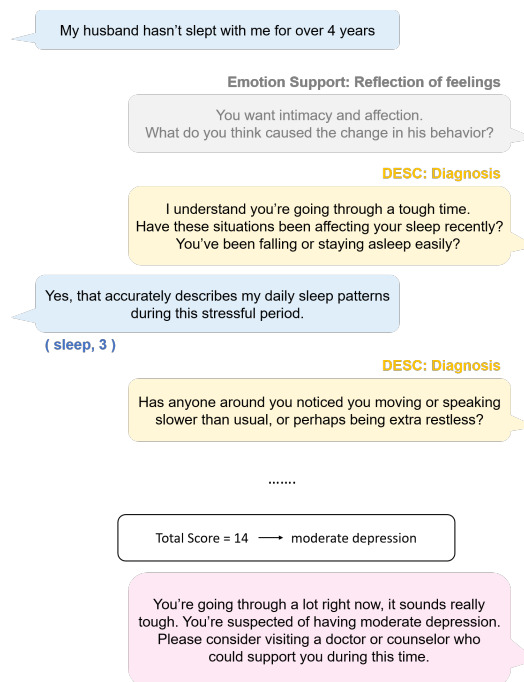 My husband hasn't slept with me for over 4 years
Emotion Support: Reflection of feelings
You want intimacy and affection.
What do you think caused the change in his behavior?
DESC: Diagnosis
I understand you're going through a tough time.
Have these situations been affecting your sleep recently?
You've been falling or staying asleep easily?
Yes, that accurately describes my daily sleep patterns
during this stressful period.
( sleep, 3 )
DESC: Diagnosis
Has anyone around you noticed you moving or speaking
slower than usual, or perhaps being extra restless?
.......
Total Score = 14 ⟶ moderate depression
You're going through a lot right now, it sounds really
tough. You're suspected of having moderate depression.
Please consider visiting a doctor or counselor who
could support you during this time.